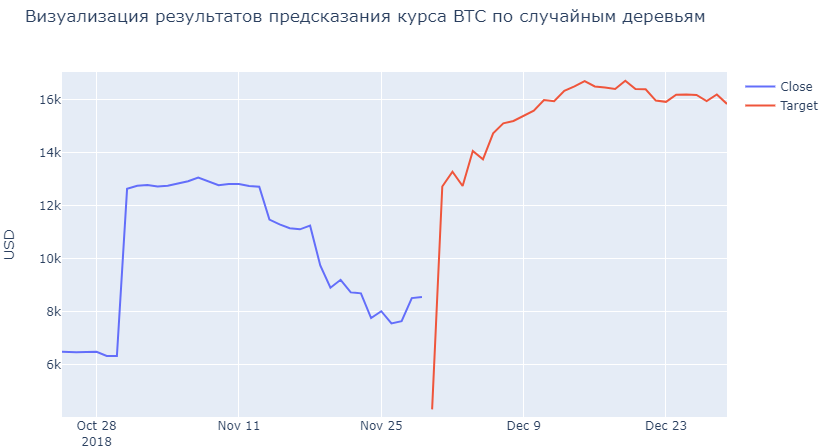 Визуализация результатов предсказания курса BTC по случайным деревьям
Close
Target
USD
16k
14k
12k
10k
8k
6k
Oct 28
2018
Nov 11
Nov 25
Dec 9
Dec 23